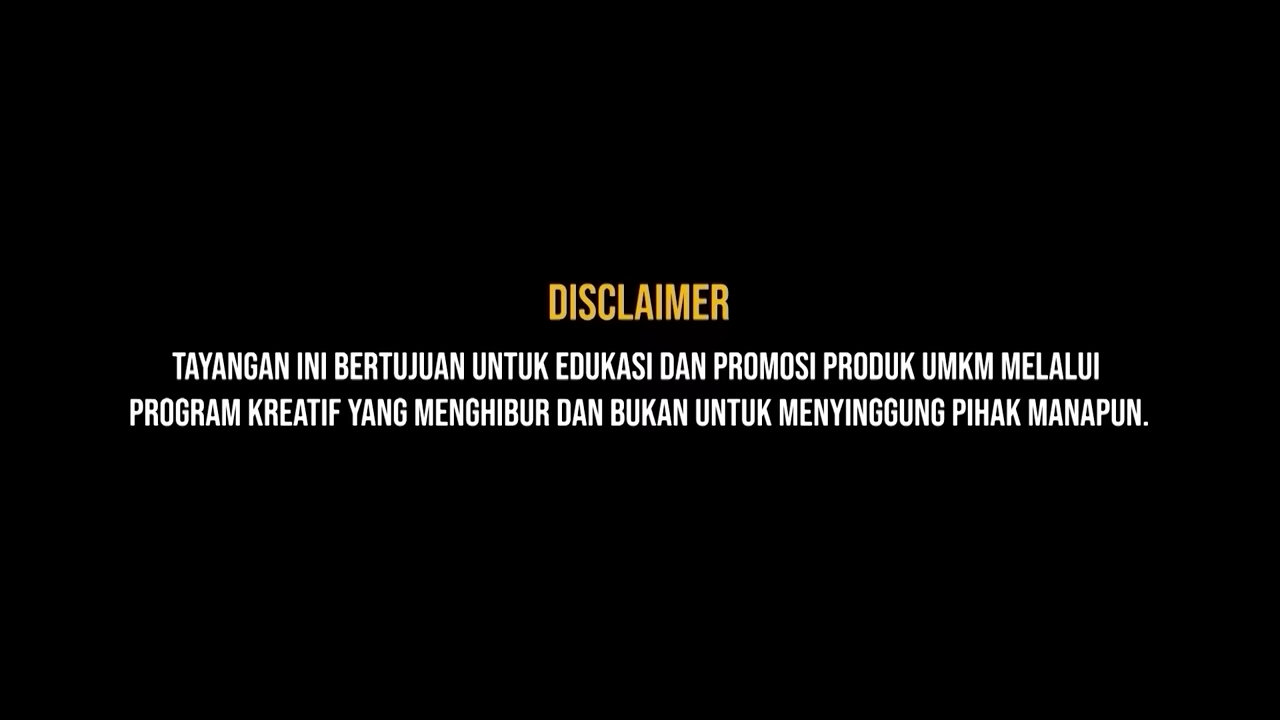 DISCLAIMER
TAYANGAN INI BERTUJUAN UNTUK EDUKASI DAN PROMOSI PRODUK UMKM MELALUI
PROGRAM KREATIF YANG MENGHIBUR DAN BUKAN UNTUK MENYINGGUNG PIHAK MANAPUN.